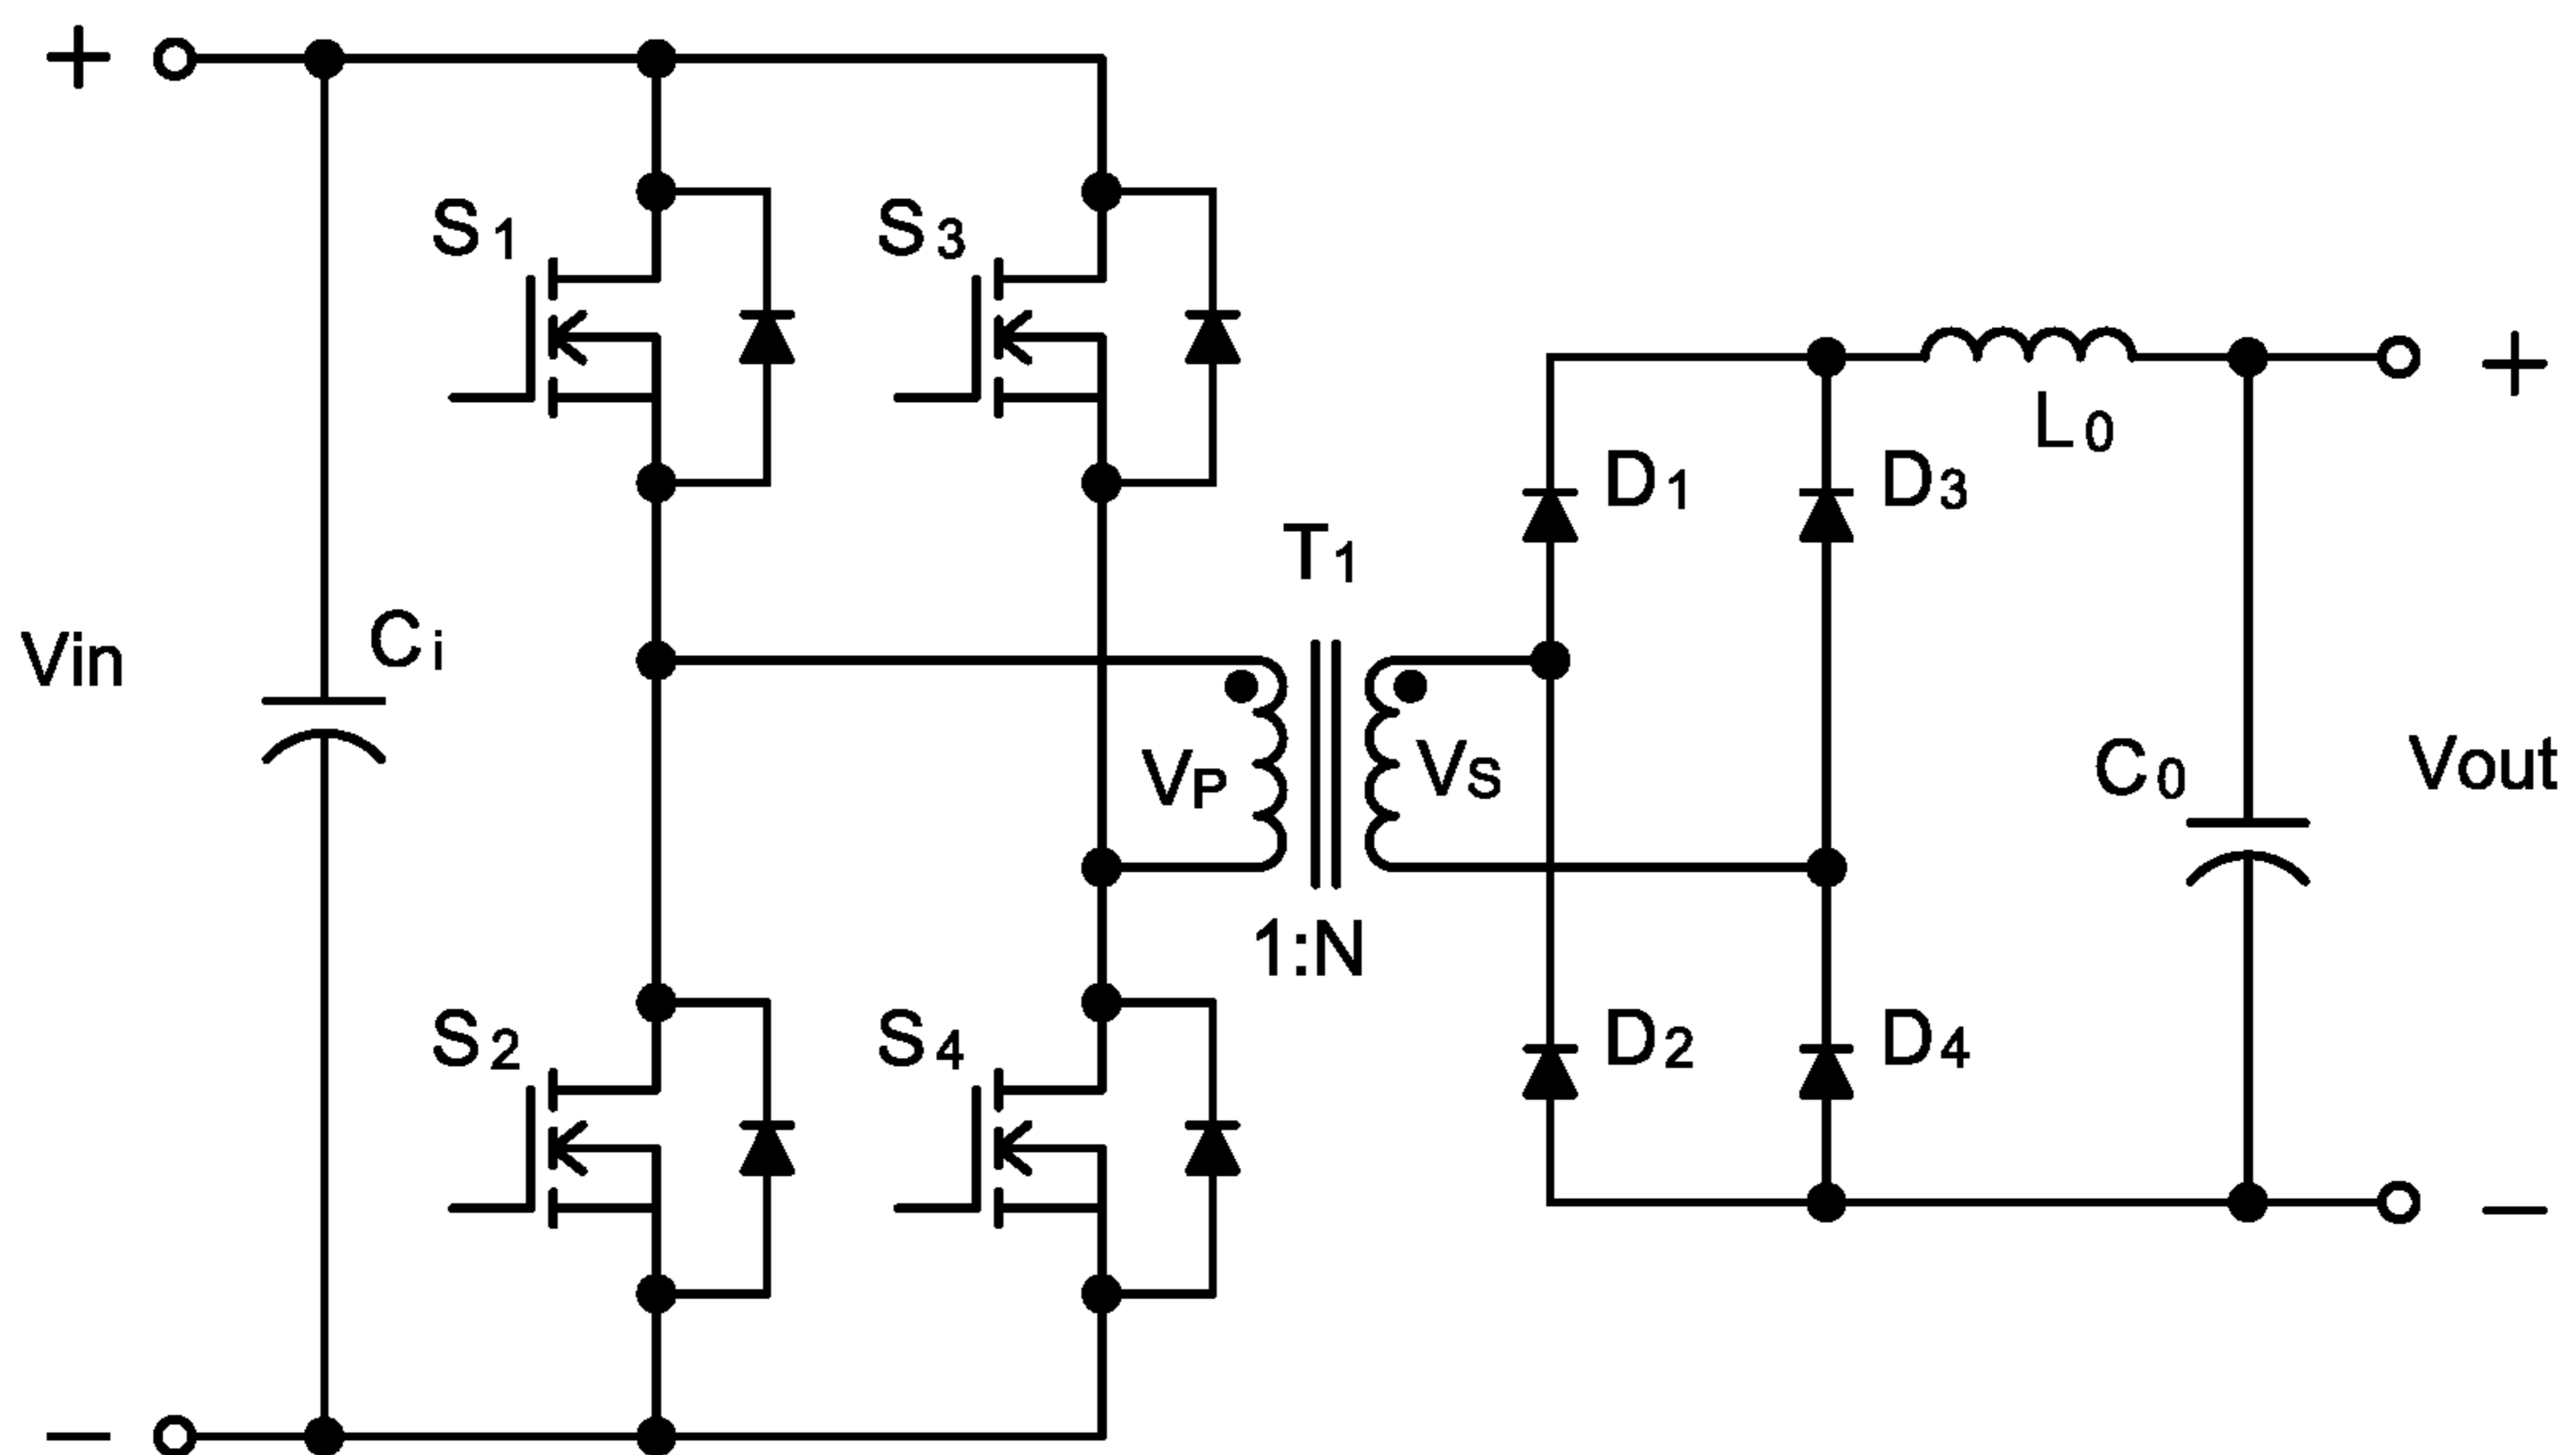 +
S1
S3
+
L0
D1
D3
T1
Vin
Ci
VP
VS
C0
Vout
1:N
S2
S4
D2
D4
−
−